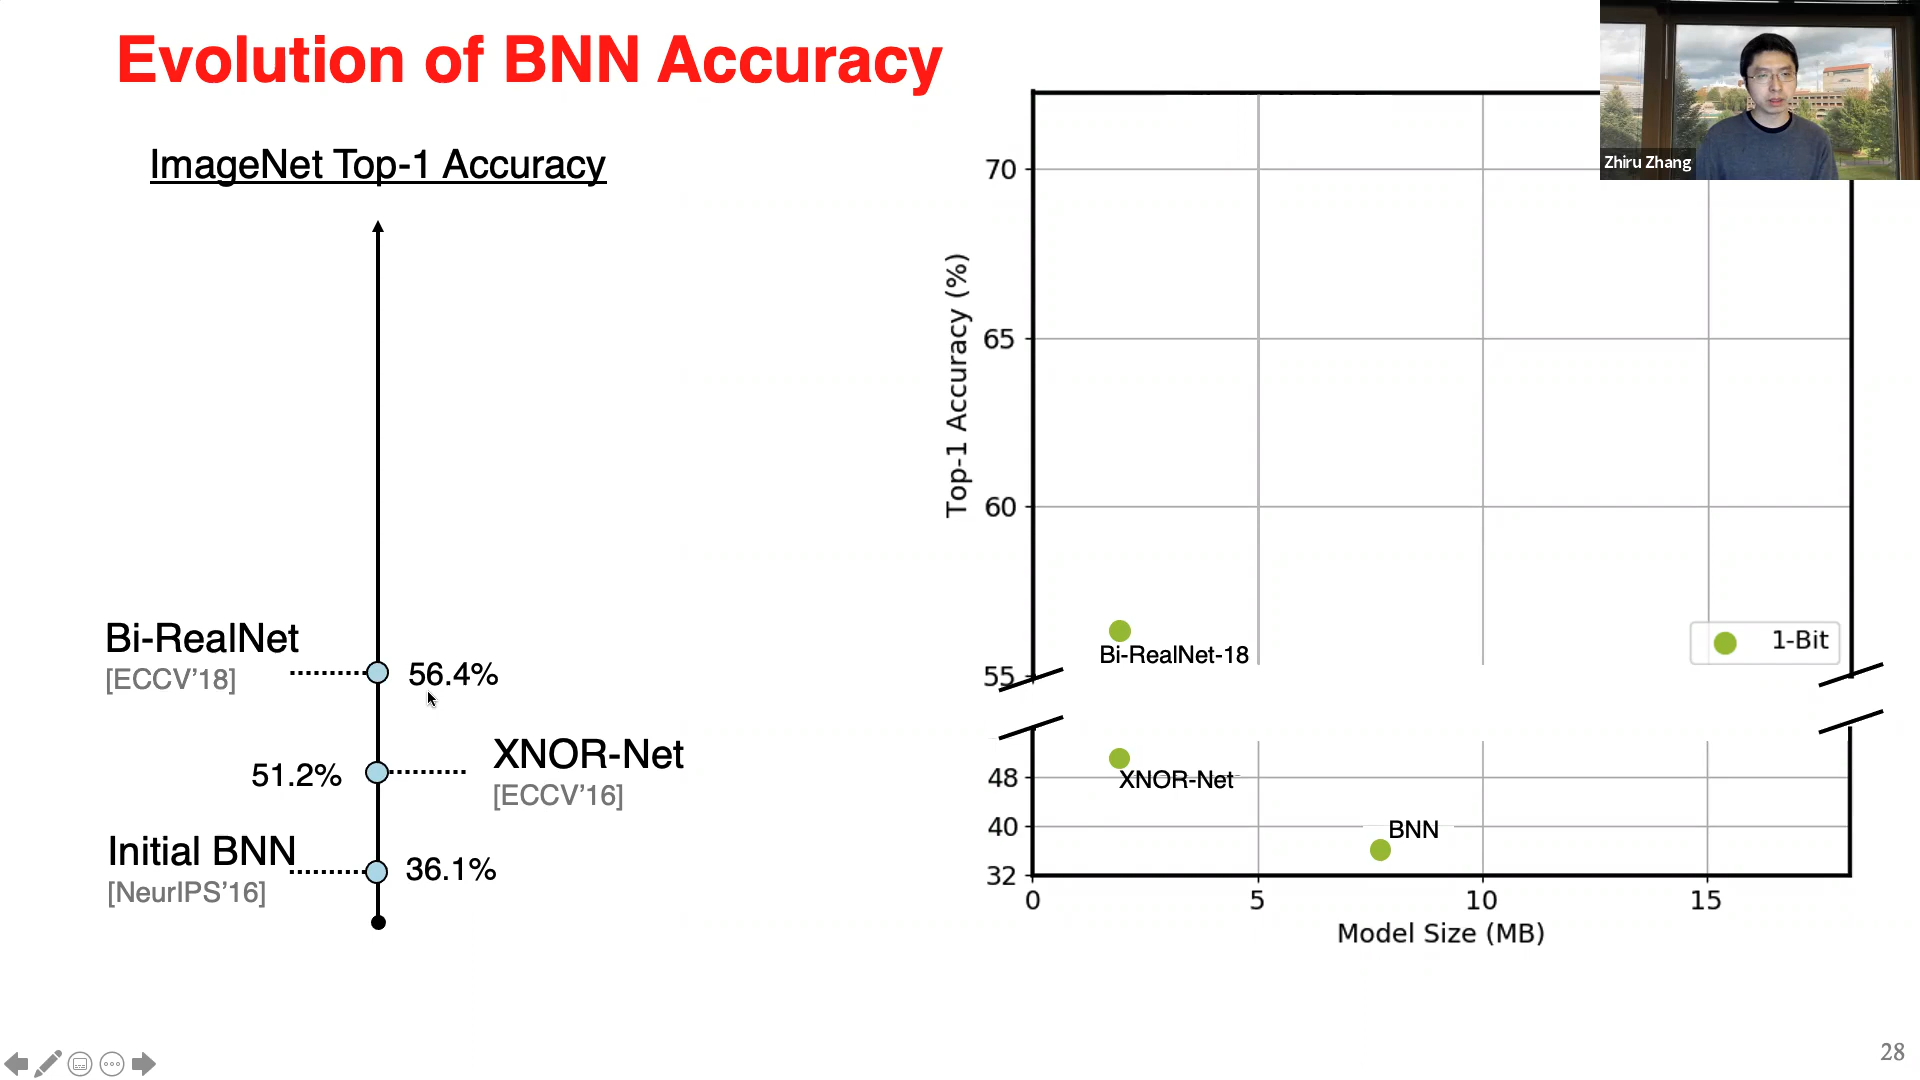 Evolution of BNN Accuracy
ImageNet Top-1 Accuracy
Bi-RealNet
[ECCV’18]
56.4%
51.2%
XNOR-Net
[ECCV’16]
Initial BNN
[NeurIPS’16]
36.1%
Top-1 Accuracy (%)
70
65
60
55
48
40
32
Bi-RealNet-18
XNOR-Net
BNN
1-Bit
0
5
10
15
Model Size (MB)
Zhiru Zhang
28